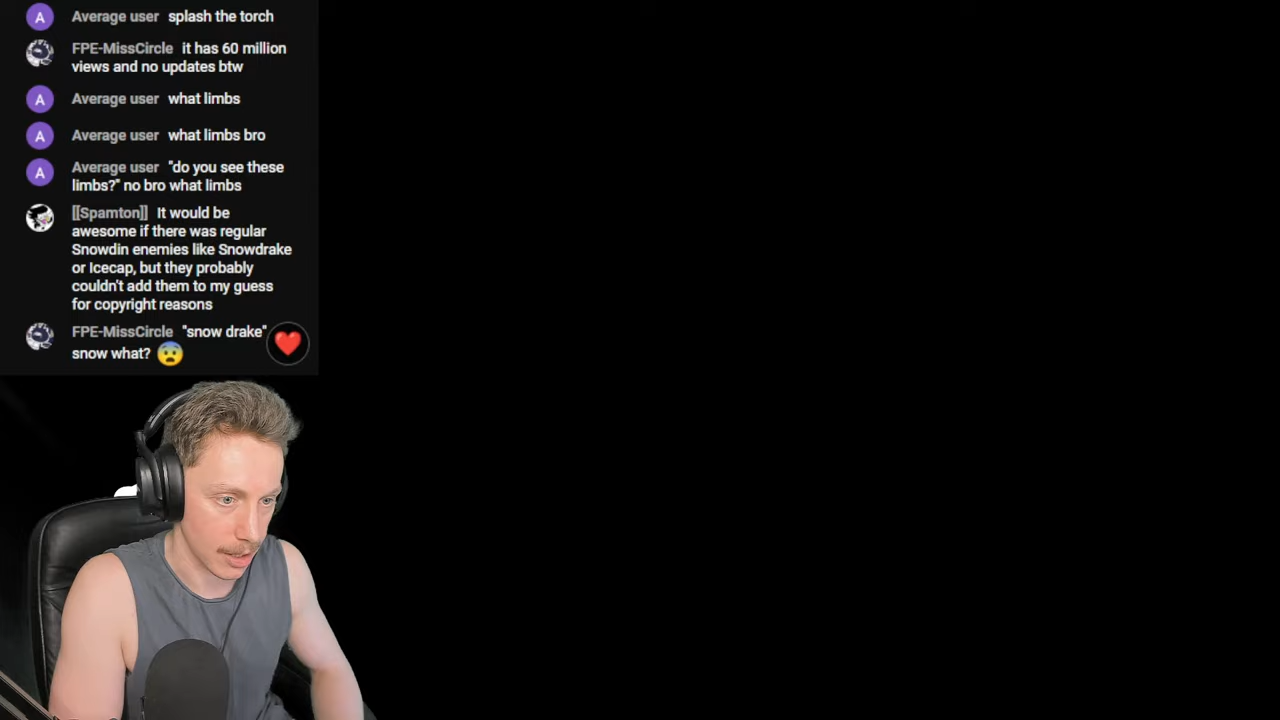 A Average user splash the torch
FPE-MissCircle it has 60 million
views and no updates btw
A Average user what limbs
A Average user what limbs bro
A Average user "do you see these
limbs?" no bro what limbs
[[Spamton]] It would be
awesome if there was regular
Snowdin enemies like Snowdrake
or Icecap, but they probably
couldn't add them to my guess
for copyright reasons
FPE-MissCircle "snow drake"
snow what? 😨